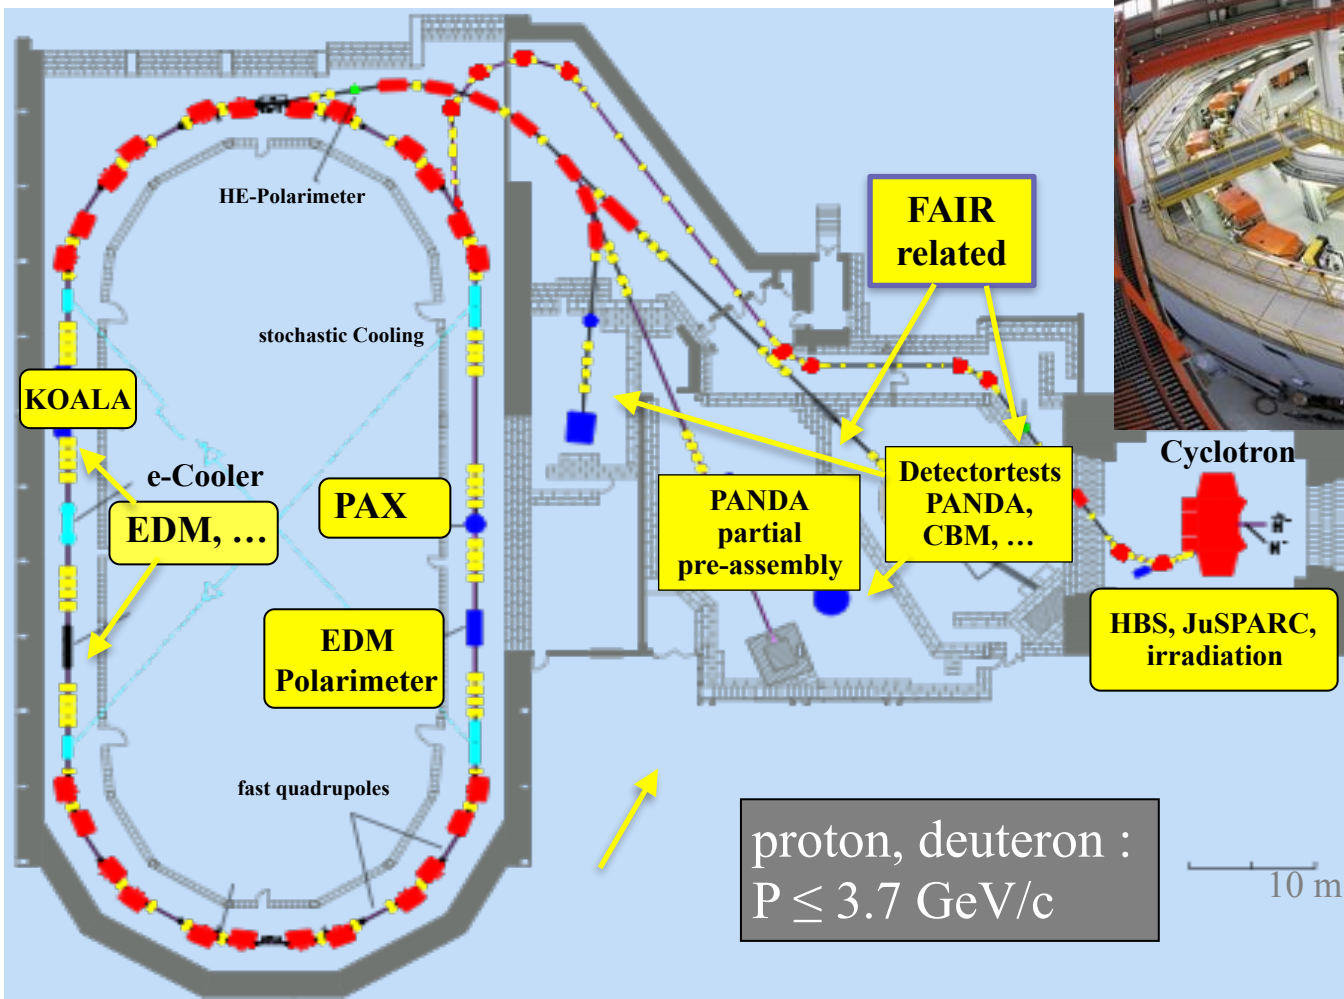 HE-Polarimeter
FAIR
related
stochastic Cooling
KOALA
e-Cooler
EDM, …
PAX
PANDA
partial
pre-assembly
Detectortests
PANDA,
CBM, …
Cyclotron
H⁻
EDM
Polarimeter
HBS, JuSPARC,
irradiation
fast quadrupoles
proton, deuteron :
P ≤ 3.7 GeV/c
10 m